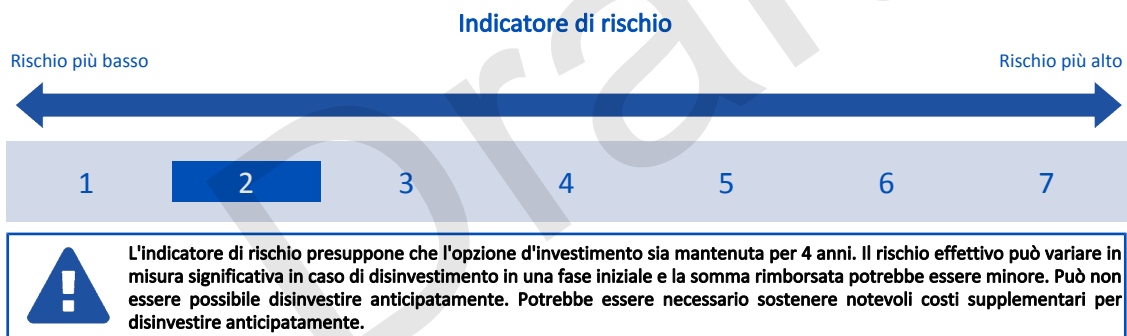 Indicatore di rischio
Rischio più basso
Rischio più alto
1 2 3 4 5 6 7
L'indicatore di rischio presuppone che l'opzione d'investimento sia mantenuta per 4 anni. Il rischio effettivo può variare in
misura significativa in caso di disinvestimento in una fase iniziale e la somma rimborsata potrebbe essere minore. Può non
essere possibile disinvestire anticipatamente. Potrebbe essere necessario sostenere notevoli costi supplementari per
disinvestire anticipatamente.